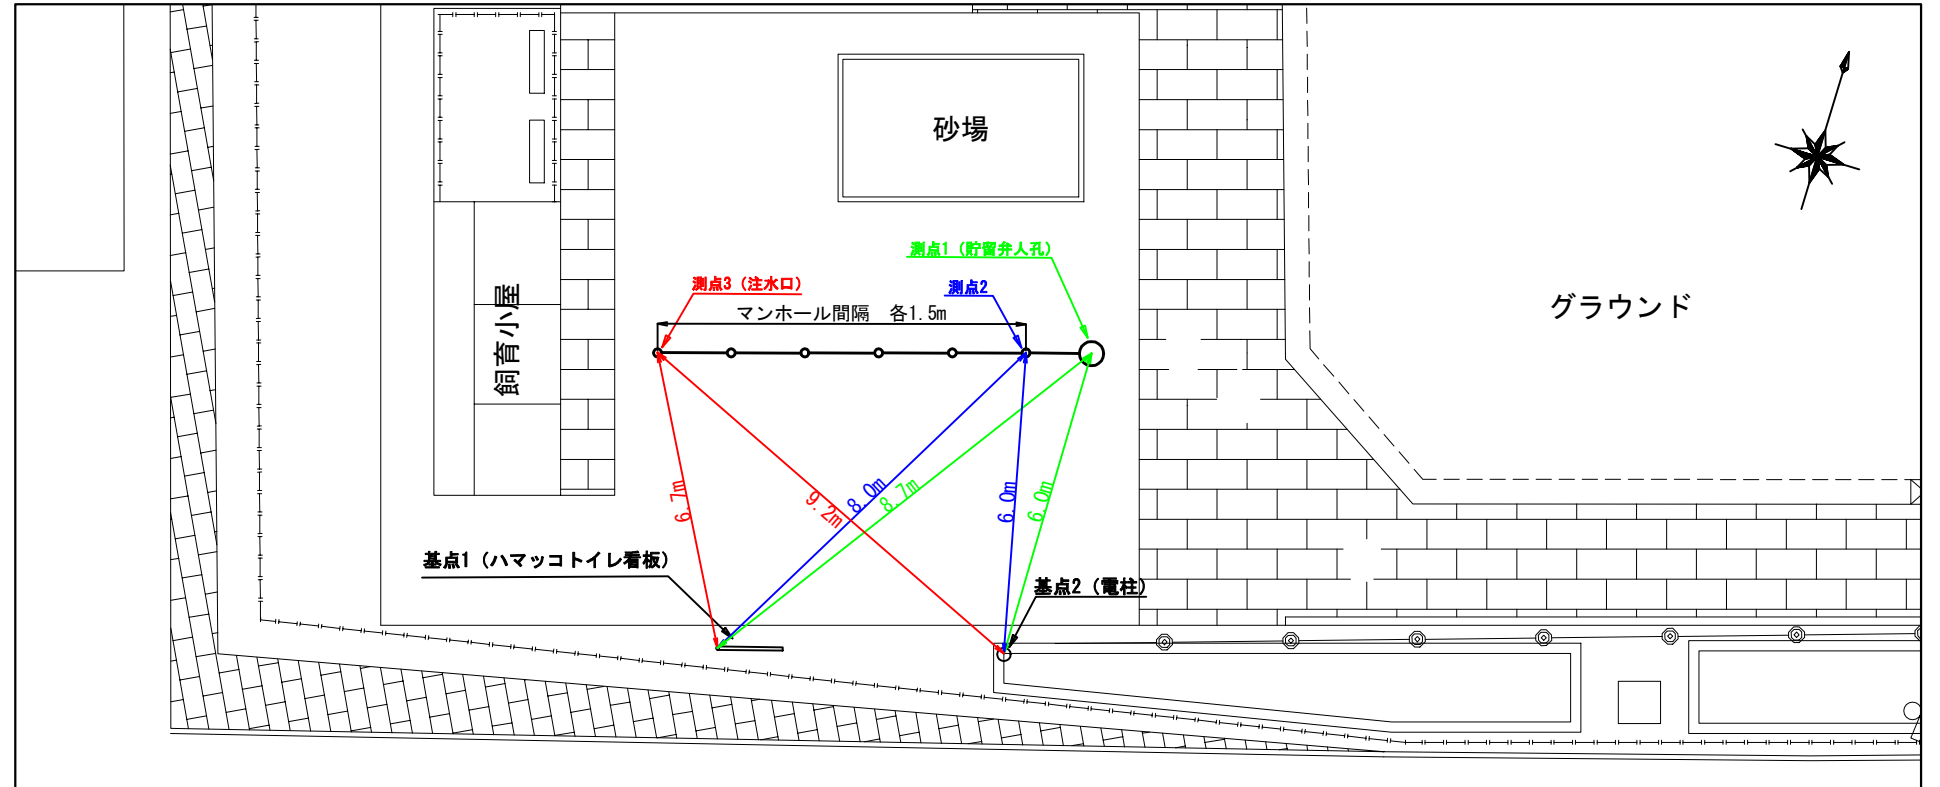 砂場
測点1（貯留弁人孔）
測点3（注水口）
測点2
マンホール間隔　各1.5m
グラウンド
飼育小屋
6.7m
9.2m
8.0m
8.7m
6.0m
6.0m
基点1（ハマッコトイレ看板）
基点2（電柱）